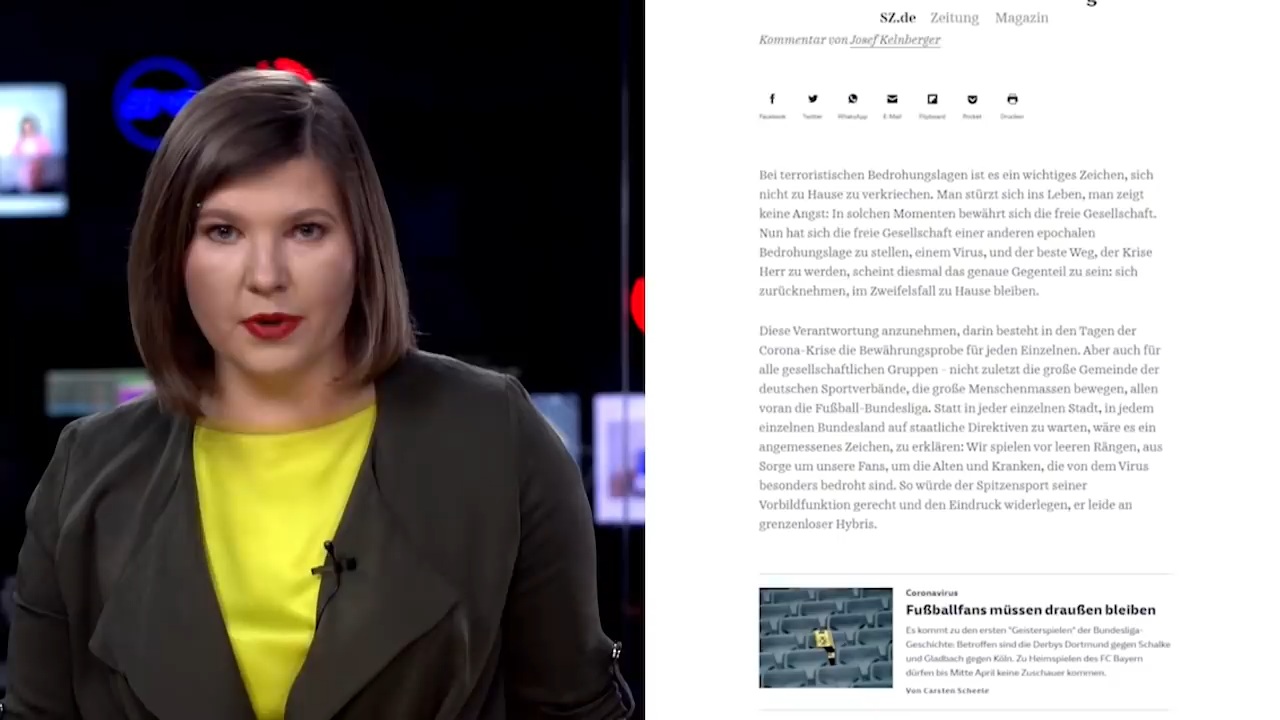 SZ.de Zeitung Magazin
Kommentar von Josef Kelnberger
Facebook Twitter WhatsApp E-Mail Flipboard Pocket Drucken
Bei terroristischen Bedrohungslagen ist es ein wichtiges Zeichen, sich
nicht zu Hause zu verkriechen. Man stürzt sich ins Leben, man zeigt
keine Angst: In solchen Momenten bewährt sich die freie Gesellschaft.
Nun hat sich die freie Gesellschaft einer anderen epochalen
Bedrohungslage zu stellen, einem Virus, und der beste Weg, der Krise
Herr zu werden, scheint diesmal das genaue Gegenteil zu sein: sich
zurücknehmen, im Zweifelsfall zu Hause bleiben.
Diese Verantwortung anzunehmen, darin besteht in den Tagen der
Corona-Krise die Bewährungsprobe für jeden Einzelnen. Aber auch für
alle gesellschaftlichen Gruppen - nicht zuletzt die große Gemeinde der
deutschen Sportverbände, die große Menschenmassen bewegen, allen
voran die Fußball-Bundesliga. Statt in jeder einzelnen Stadt, in jedem
einzelnen Bundesland auf staatliche Direktiven zu warten, wäre es ein
angemessenes Zeichen, zu erklären: Wir spielen vor leeren Rängen, aus
Sorge um unsere Fans, um die Alten und Kranken, die von dem Virus
besonders bedroht sind. So würde der Spitzensport seiner
Vorbildfunktion gerecht und den Eindruck widerlegen, er leide an
grenzenloser Hybris.
Coronavirus
Fußballfans müssen draußen bleiben
Es kommt zu den ersten "Geisterspielen" der Bundesliga-
Geschichte: Betroffen sind die Derbys Dortmund gegen Schalke
und Gladbach gegen Köln. Zu Heimspielen des FC Bayern
dürfen bis Mitte April keine Zuschauer kommen.
Von Carsten Scheele